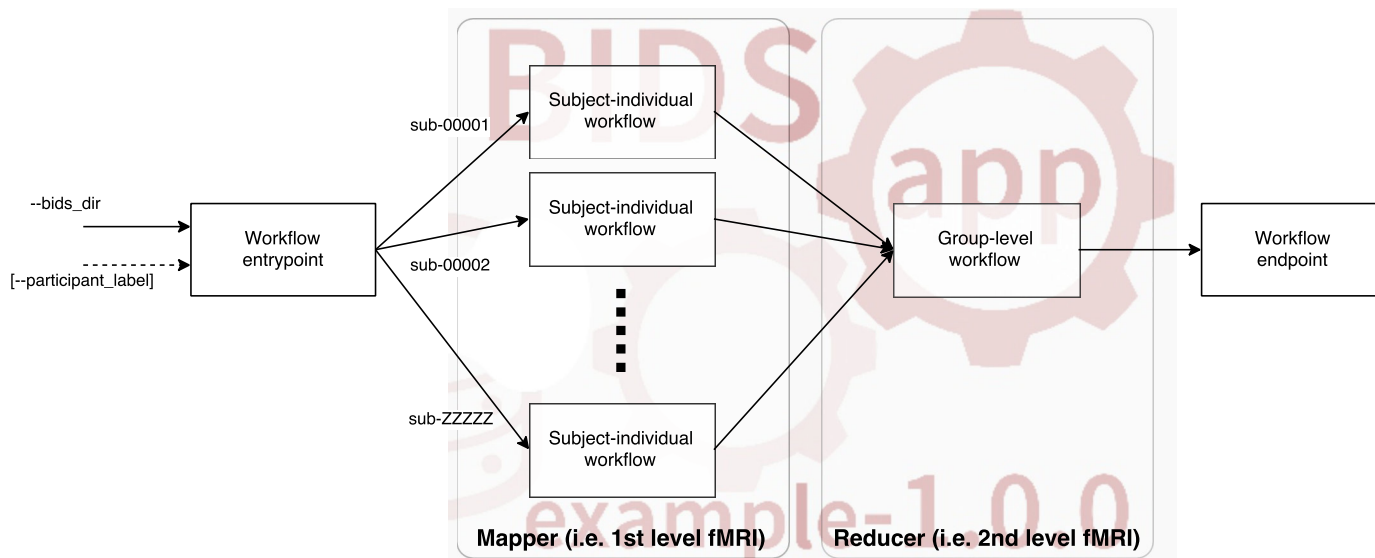 BIDS
app
example-1.0.0
--bids_dir
[--participant_label]
Workflow
entrypoint
sub-00001
sub-00002
sub-ZZZZZ
Subject-individual
workflow
Subject-individual
workflow
Subject-individual
workflow
Mapper (i.e. 1st level fMRI)
Group-level
workflow
Reducer (i.e. 2nd level fMRI)
Workflow
endpoint